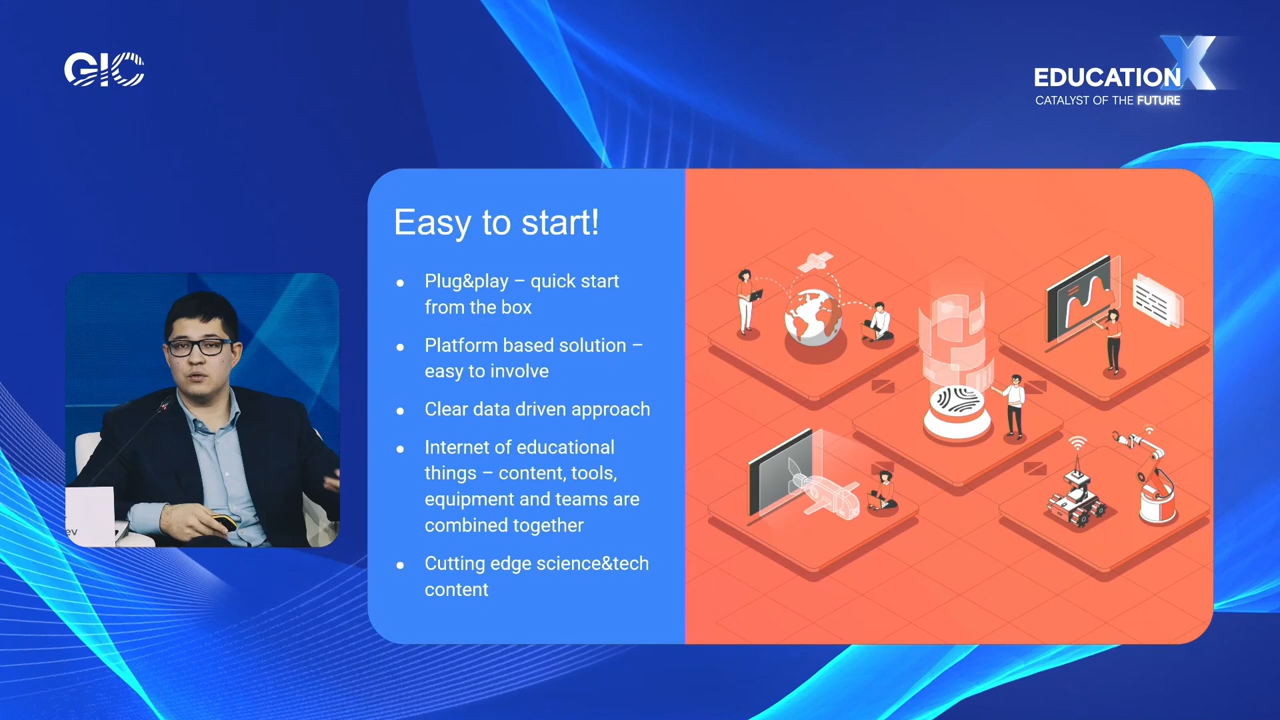 GIC
EDUCATION X
CATALYST OF THE FUTURE
Easy to start!
• Plug&play – quick start
from the box
• Platform based solution –
easy to involve
• Clear data driven approach
• Internet of educational
things – content, tools,
equipment and teams are
combined together
• Cutting edge science&tech
content
ev